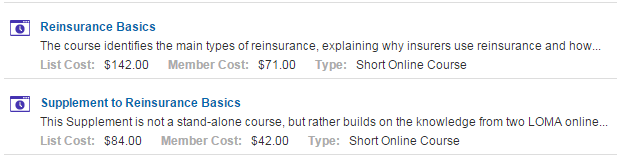 Reinsurance Basics
The course identifies the main types of reinsurance, explaining why insurers use reinsurance and how...
List Cost: $142.00 Member Cost: $71.00 Type: Short Online Course
Supplement to Reinsurance Basics
This Supplement is not a stand-alone course, but rather builds on the knowledge from two LOMA online...
List Cost: $84.00 Member Cost: $42.00 Type: Short Online Course